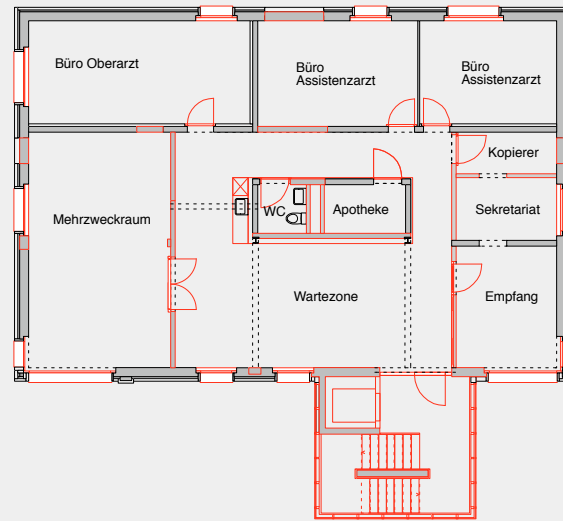 Büro Oberarzt
Büro
Assistenzarzt
Büro
Assistenzarzt
Kopierer
Mehrzweckraum
WC
Apotheke
Sekretariat
Wartezone
Empfang